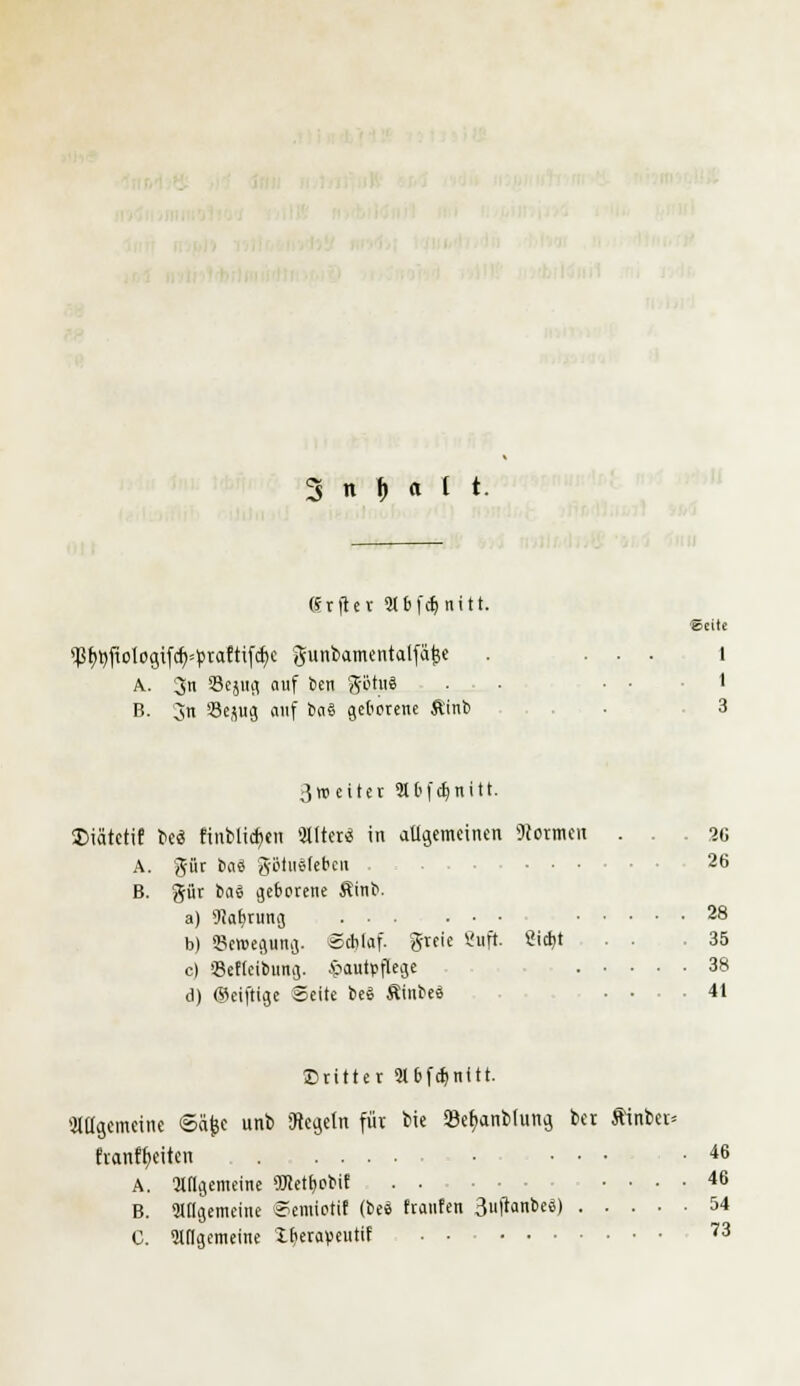 Inhalt.
Erster Abschnitt.
Seite
Physiologisch-praktische Fundamentalsätze . . . . 1
A. In Bezug auf den Fötus . . . . . 1
B. In Bezug auf das geborene Kind . 3
Zweiter Abschnitt.
Diätetik des kindlichen Alters in allgemeinen Normen . . . 26
A. Für das Fötusleben . . . . . . . . 26
B. Für das geborene Kind.
a) Nahrung . . . . . . . . . . . 28
b) Bewegung. Schlaf. Freie Luft. Licht . . . 35
c) Bekleibung. Hautpflege . . . . . 38
d) Geistige Seite des Kindes . . . . 41
Dritter Abschnitt.
Allgemeine Sätze und Regeln für die Behandlung der Kinder-
krankheiten . . . . . . . . . . . 46
A. Allgemeine Methodik . . . . . . . . 46
B. Allgemeine Semiotik (des kranken Zustandes) . . . . . 54
C. Allgemeine Therapeutik . . . . . . . . . . 73